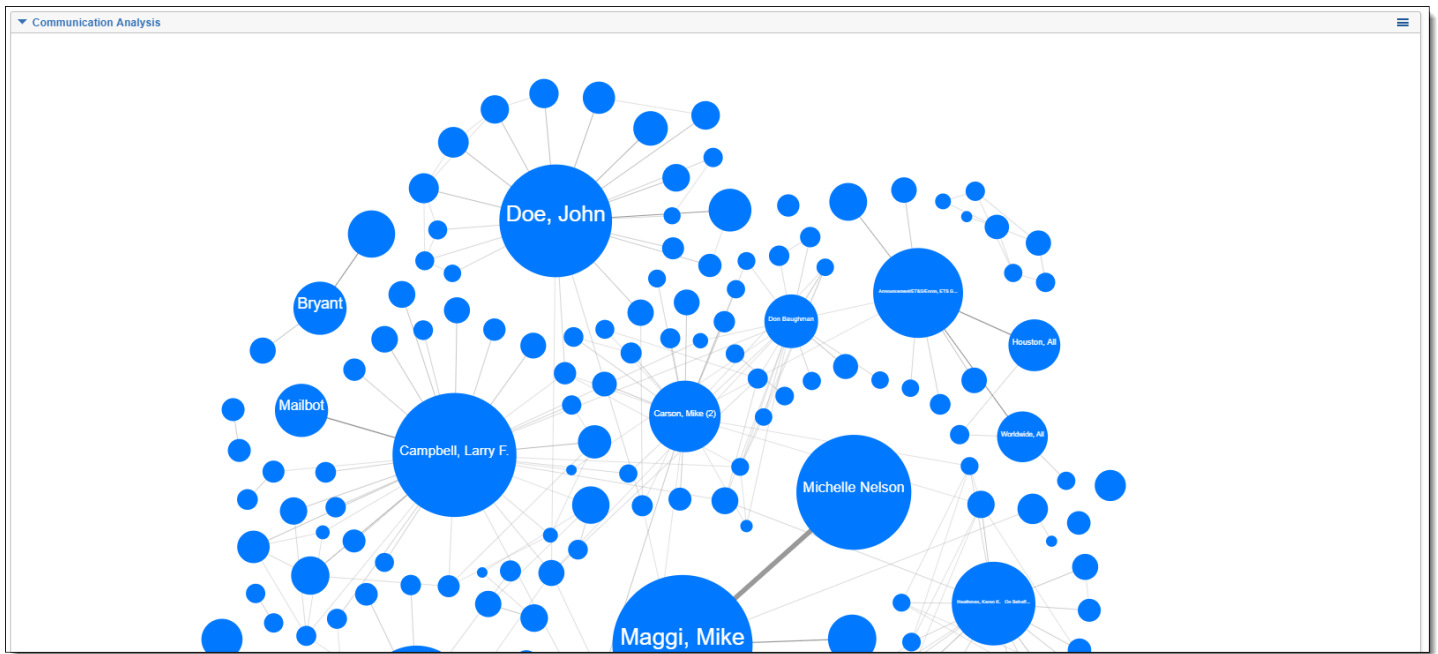 Communication Analysis
Doe, John
Bryant
Don Baughman
Houston, All
Mailbot
Carson, Mike (2)
Worldwide, All
Campbell, Larry F.
Michelle Nelson
Maggi, Mike